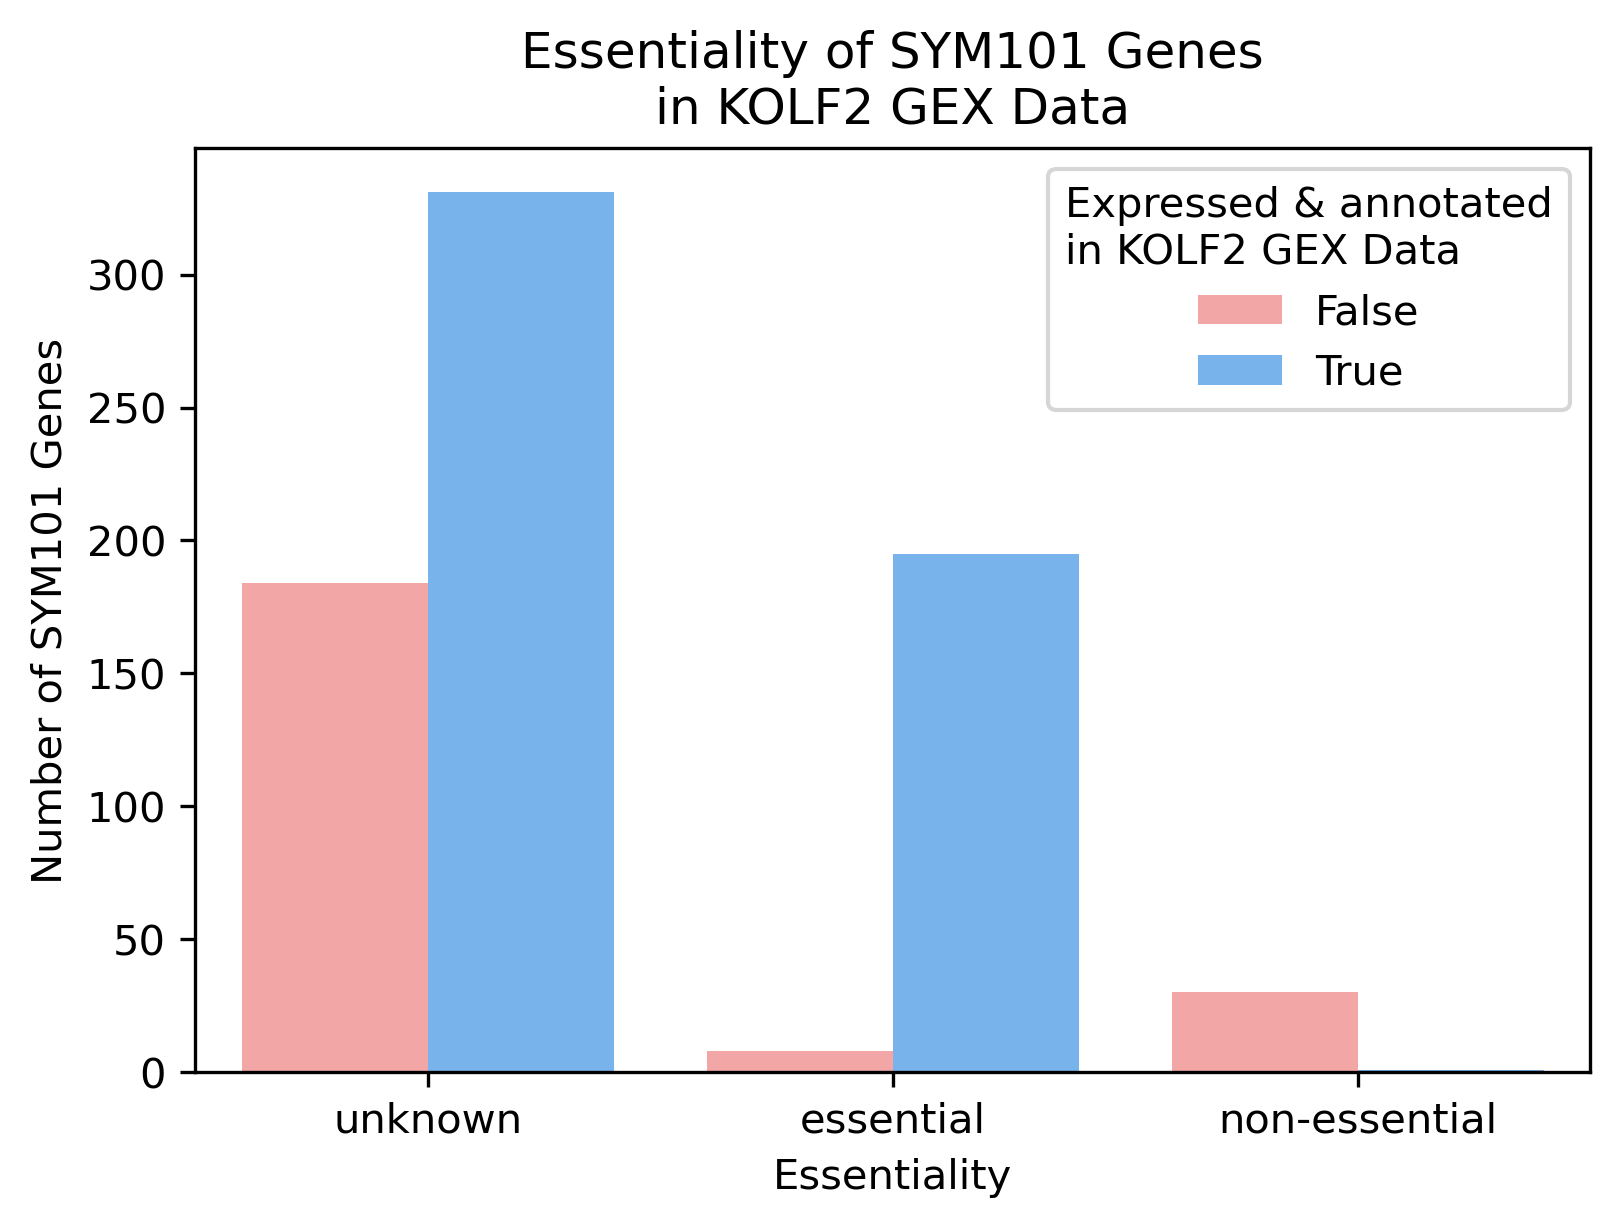 Essentiality of SYM101 Genes
in KOLF2 GEX Data
Expressed & annotated
in KOLF2 GEX Data
False
True
Number of SYM101 Genes
300
250
200
150
100
50
0
unknown
essential
non-essential
Essentiality